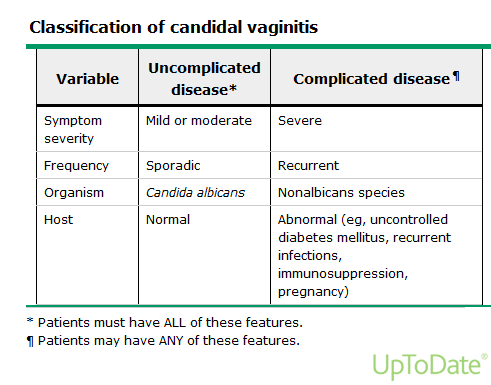 Classification of candidal vaginitis
Variable
Uncomplicated
disease*
Complicated disease¶
Symptom
severity
Mild or moderate
Severe
Frequency
Sporadic
Recurrent
Organism
Candida albicans
Nonalbicans species
Host
Normal
Abnormal (eg, uncontrolled
diabetes mellitus, recurrent
infections,
immunosuppression,
pregnancy)
* Patients must have ALL of these features.
¶ Patients may have ANY of these features.
UpToDate®